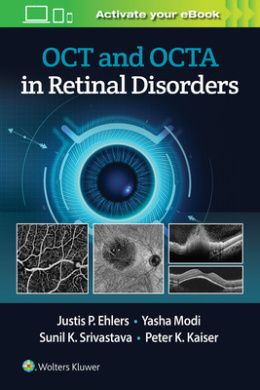 Activate your eBook
OCT and OCTA
in Retinal Disorders
Justis P. Ehlers • Yasha Modi
Sunil K. Srivastava • Peter K. Kaiser
Wolters Kluwer